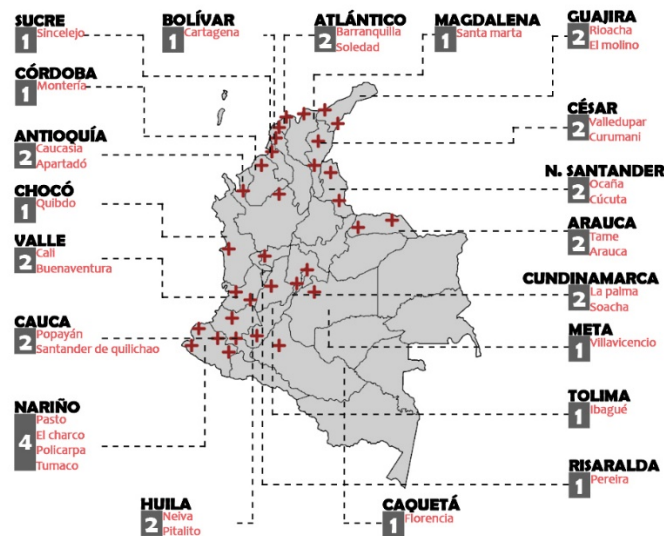 SUCRE
1 Sincelejo
BOLÍVAR
1 Cartagena
ATLÁNTICO
2 Barranquilla
Soledad
MAGDALENA
1 Santa marta
GUAJIRA
2 Rioacha
El molino
CÓRDOBA
1 Montería
CÉSAR
2 Valledupar
Curumani
ANTIOQUÍA
2 Caucasia
Apartadó
N. SANTANDER
2 Ocaña
Cúcuta
CHOCÓ
1 Quibdo
ARAUCA
2 Tame
Arauca
VALLE
2 Cali
Buenaventura
CUNDINAMARCA
2 La palma
Soacha
CAUCA
2 Popayán
Santander de quilichao
META
1 Villavicencio
NARIÑO
4 Pasto
El charco
Policarpa
Tumaco
TOLIMA
1 Ibagué
RISARALDA
1 Pereira
HUILA
2 Neiva
Pitalito
CAQUETÁ
1 Florencia